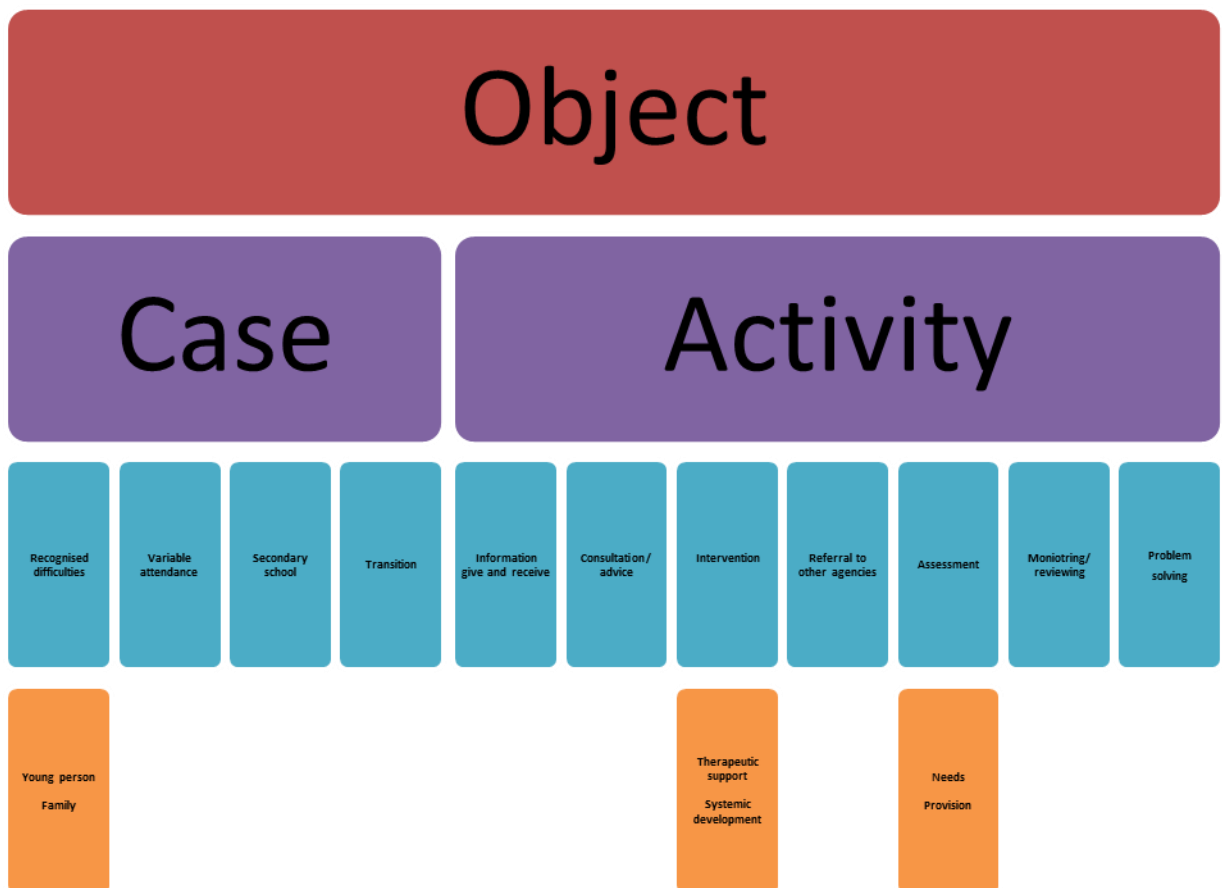 Object
Case
Activity
Recognised
difficulties
Variable
attendance
Secondary
school
Transition
Information
give and receive
Consultation/
advice
Intervention
Referral to
other agencies
Assessment
Moniotring/
reviewing
Problem
solving
Young person
Family
Therapeutic
support
Systemic
development
Needs
Provision